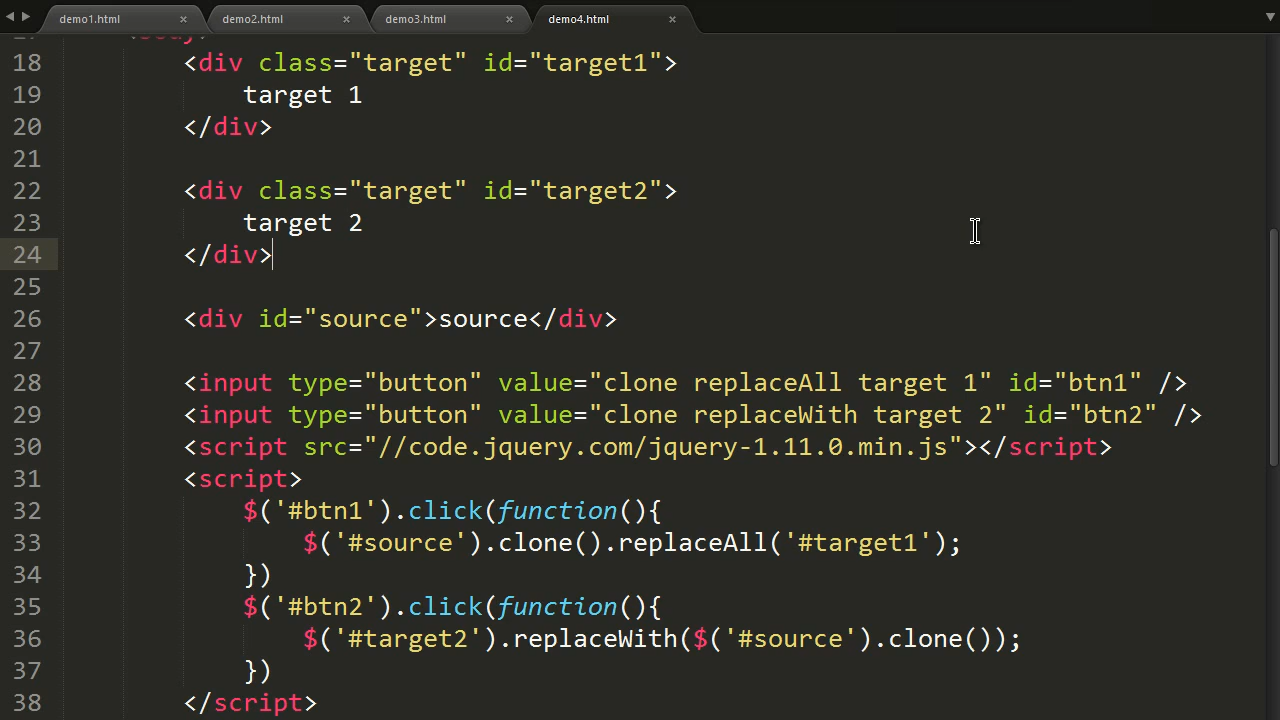 demo1.html × demo2.html × demo3.html × demo4.html ×
18 <div class="target" id="target1">
19 target 1
20 </div>
21
22 <div class="target" id="target2">
23 target 2
24 </div>
25
26 <div id="source">source</div>
27
28 <input type="button" value="clone replaceAll target 1" id="btn1" />
29 <input type="button" value="clone replaceWith target 2" id="btn2" />
30 <script src="//code.jquery.com/jquery-1.11.0.min.js"></script>
31 <script>
32 $('#btn1').click(function(){
33 $('#source').clone().replaceAll('#target1');
34 })
35 $('#btn2').click(function(){
36 $('#target2').replaceWith($('#source').clone());
37 })
38 </script>